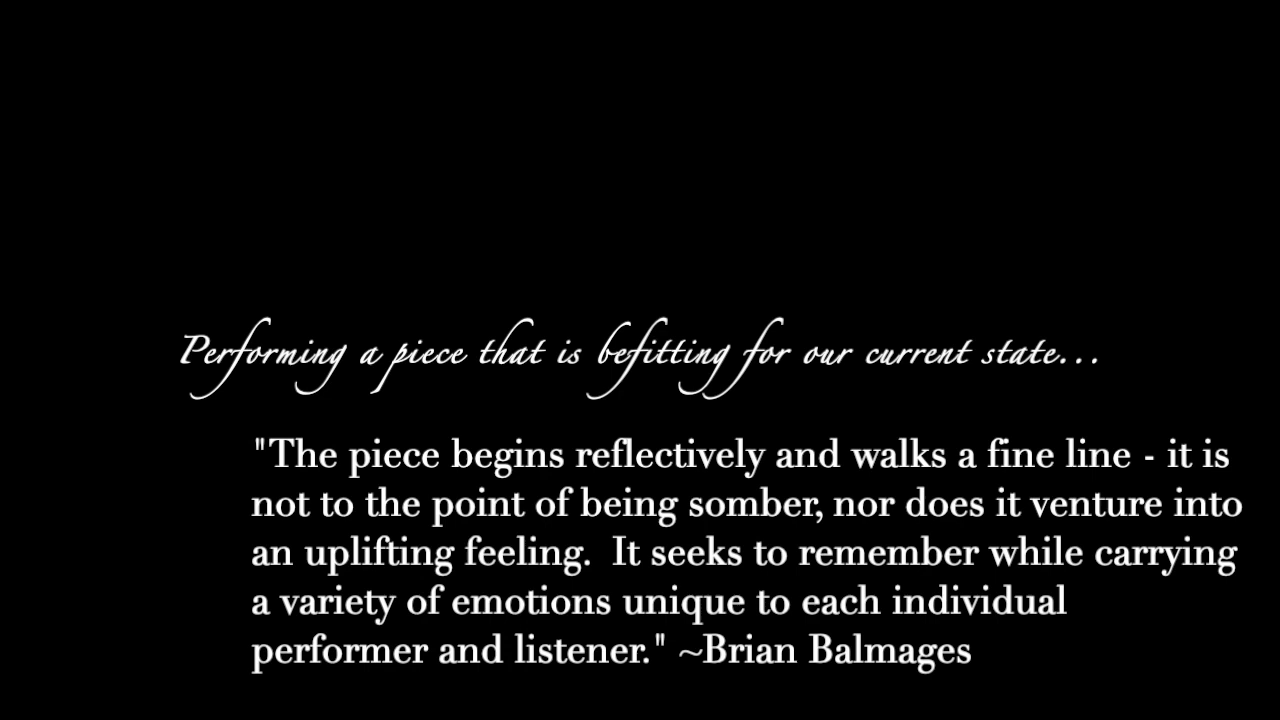 Performing a piece that is befitting for our current state...
"The piece begins reflectively and walks a fine line - it is
not to the point of being somber, nor does it venture into
an uplifting feeling.  It seeks to remember while carrying
a variety of emotions unique to each individual
performer and listener." ~Brian Balmages